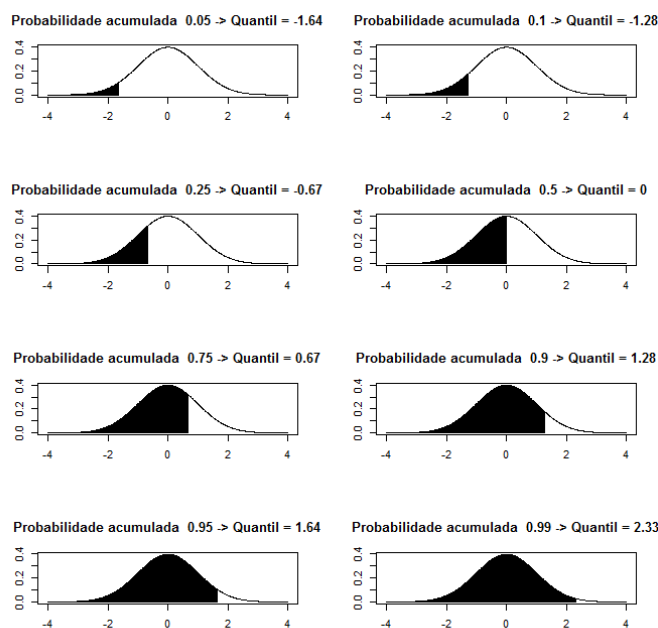 Probabilidade acumulada 0.05 -> Quantil = -1.64
0.0 0.2 0.4
-4 -2 0 2 4
Probabilidade acumulada 0.1 -> Quantil = -1.28
0.0 0.2 0.4
-4 -2 0 2 4
Probabilidade acumulada 0.25 -> Quantil = -0.67
0.0 0.2 0.4
-4 -2 0 2 4
Probabilidade acumulada 0.5 -> Quantil = 0
0.0 0.2 0.4
-4 -2 0 2 4
Probabilidade acumulada 0.75 -> Quantil = 0.67
0.0 0.2 0.4
-4 -2 0 2 4
Probabilidade acumulada 0.9 -> Quantil = 1.28
0.0 0.2 0.4
-4 -2 0 2 4
Probabilidade acumulada 0.95 -> Quantil = 1.64
0.0 0.2 0.4
-4 -2 0 2 4
Probabilidade acumulada 0.99 -> Quantil = 2.33
0.0 0.2 0.4
-4 -2 0 2 4